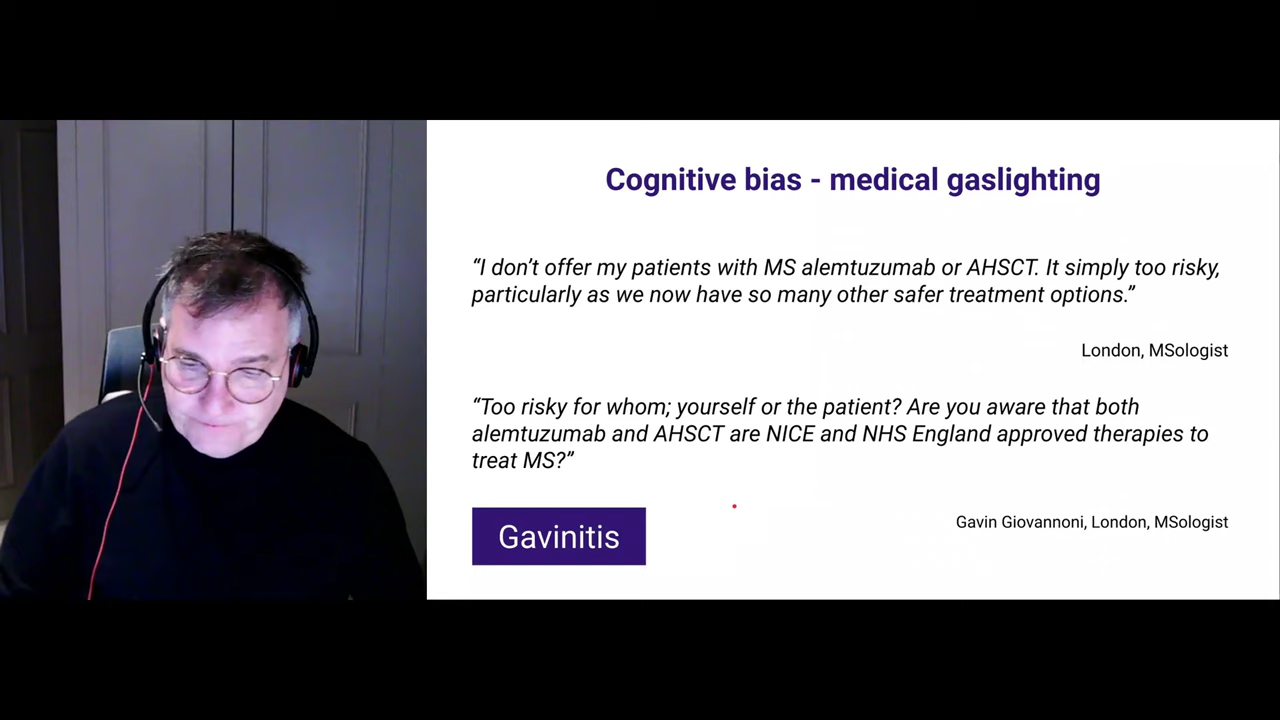 Cognitive bias - medical gaslighting
“I don’t offer my patients with MS alemtuzumab or AHSCT. It simply too risky,
particularly as we now have so many other safer treatment options.”
London, MSologist
“Too risky for whom; yourself or the patient? Are you aware that both
alemtuzumab and AHSCT are NICE and NHS England approved therapies to
treat MS?”
Gavin Giovannoni, London, MSologist
Gavinitis